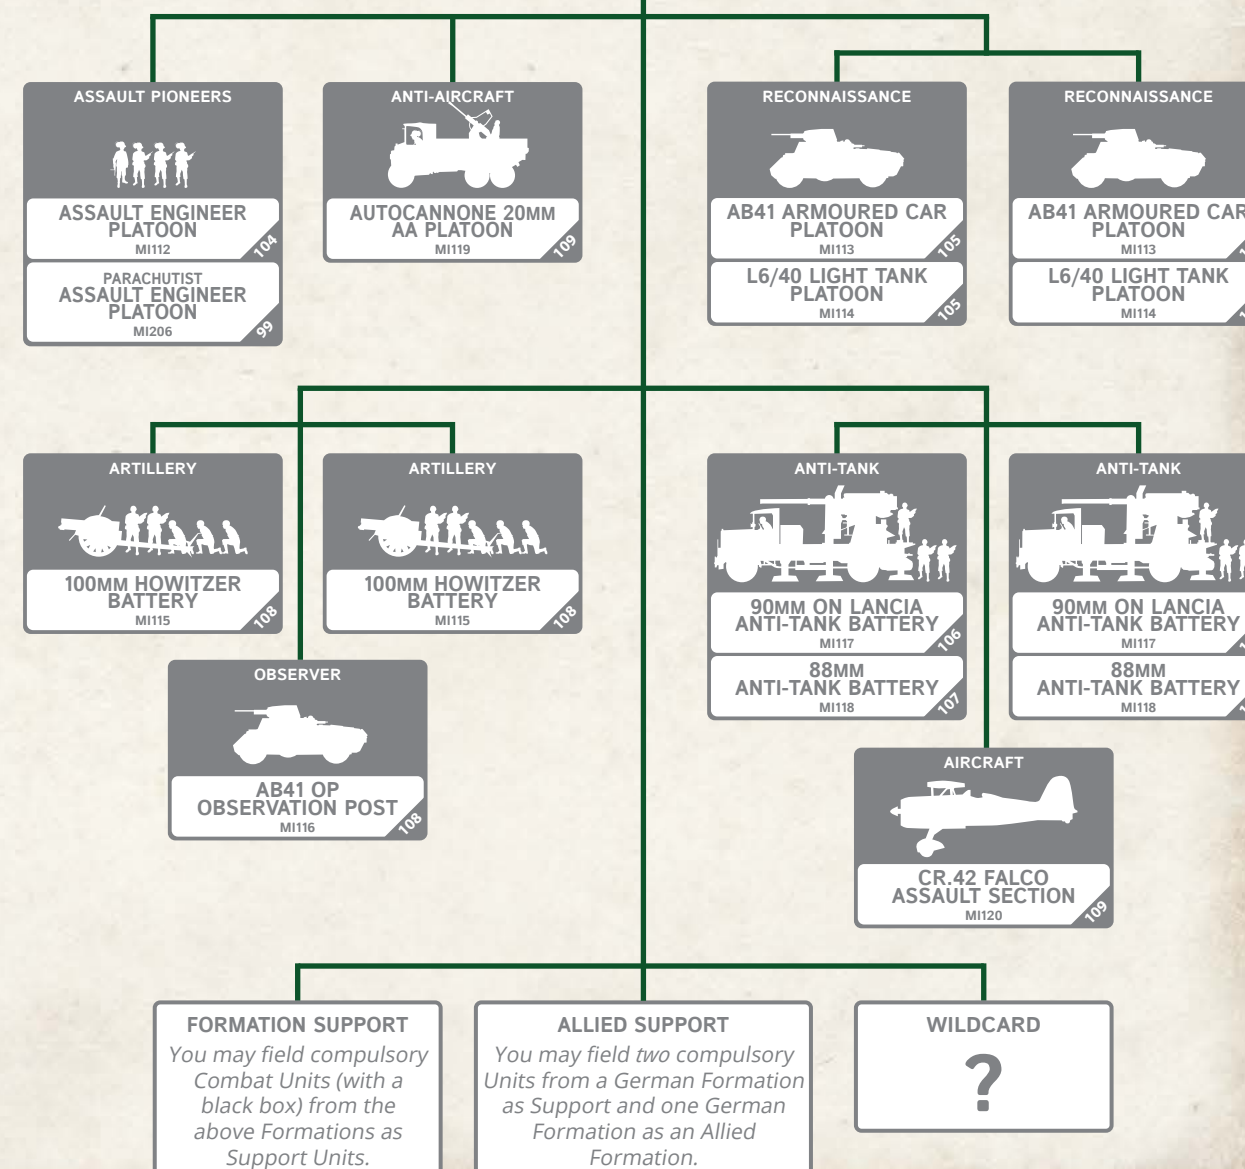 ASSAULT PIONEERS
ASSAULT ENGINEER
PLATOON
MI112
104
PARACHUTIST
ASSAULT ENGINEER
PLATOON
MI206
99
ANTI-AIRCRAFT
AUTOCANNONE 20MM
AA PLATOON
MI119
109
RECONNAISSANCE
AB41 ARMOURED CAR
PLATOON
MI113
105
L6/40 LIGHT TANK
PLATOON
MI114
105
RECONNAISSANCE
AB41 ARMOURED CAR
PLATOON
MI113
L6/40 LIGHT TANK
PLATOON
MI114
ARTILLERY
100MM HOWITZER
BATTERY
MI115
108
ARTILLERY
100MM HOWITZER
BATTERY
MI115
108
OBSERVER
AB41 OP
OBSERVATION POST
MI116
108
ANTI-TANK
90MM ON LANCIA
ANTI-TANK BATTERY
MI117
106
88MM
ANTI-TANK BATTERY
MI118
107
ANTI-TANK
90MM ON LANCIA
ANTI-TANK BATTERY
MI117
88MM
ANTI-TANK BATTERY
MI118
AIRCRAFT
CR.42 FALCO
ASSAULT SECTION
MI120
109
FORMATION SUPPORT
You may field compulsory
Combat Units (with a
black box) from the
above Formations as
Support Units.
ALLIED SUPPORT
You may field two compulsory
Units from a German Formation
as Support and one German
Formation as an Allied
Formation.
WILDCARD
?